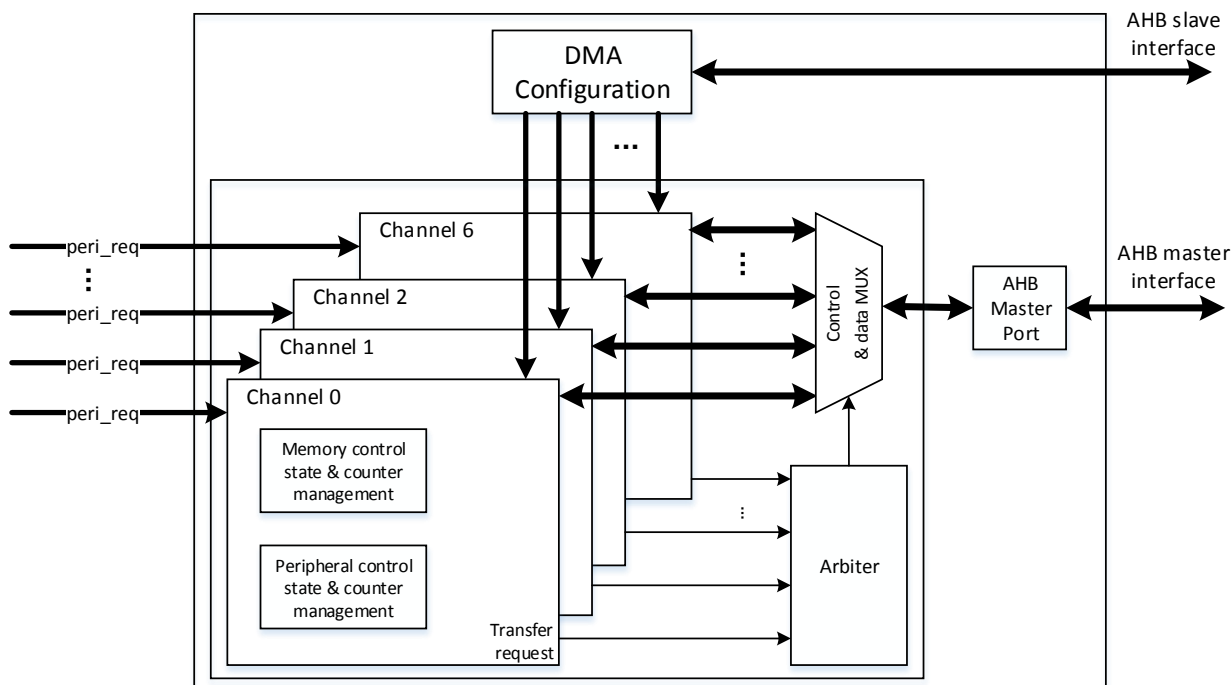 AHB slave
interface
DMA
Configuration
...
Channel 6
peri_req
...
...
AHB master
interface
Channel 2
peri_req
AHB
Master
Port
Control
& data MUX
Channel 1
peri_req
Channel 0
peri_req
Memory control
state & counter
management
...
Arbiter
Peripheral control
state & counter
management
Transfer
request